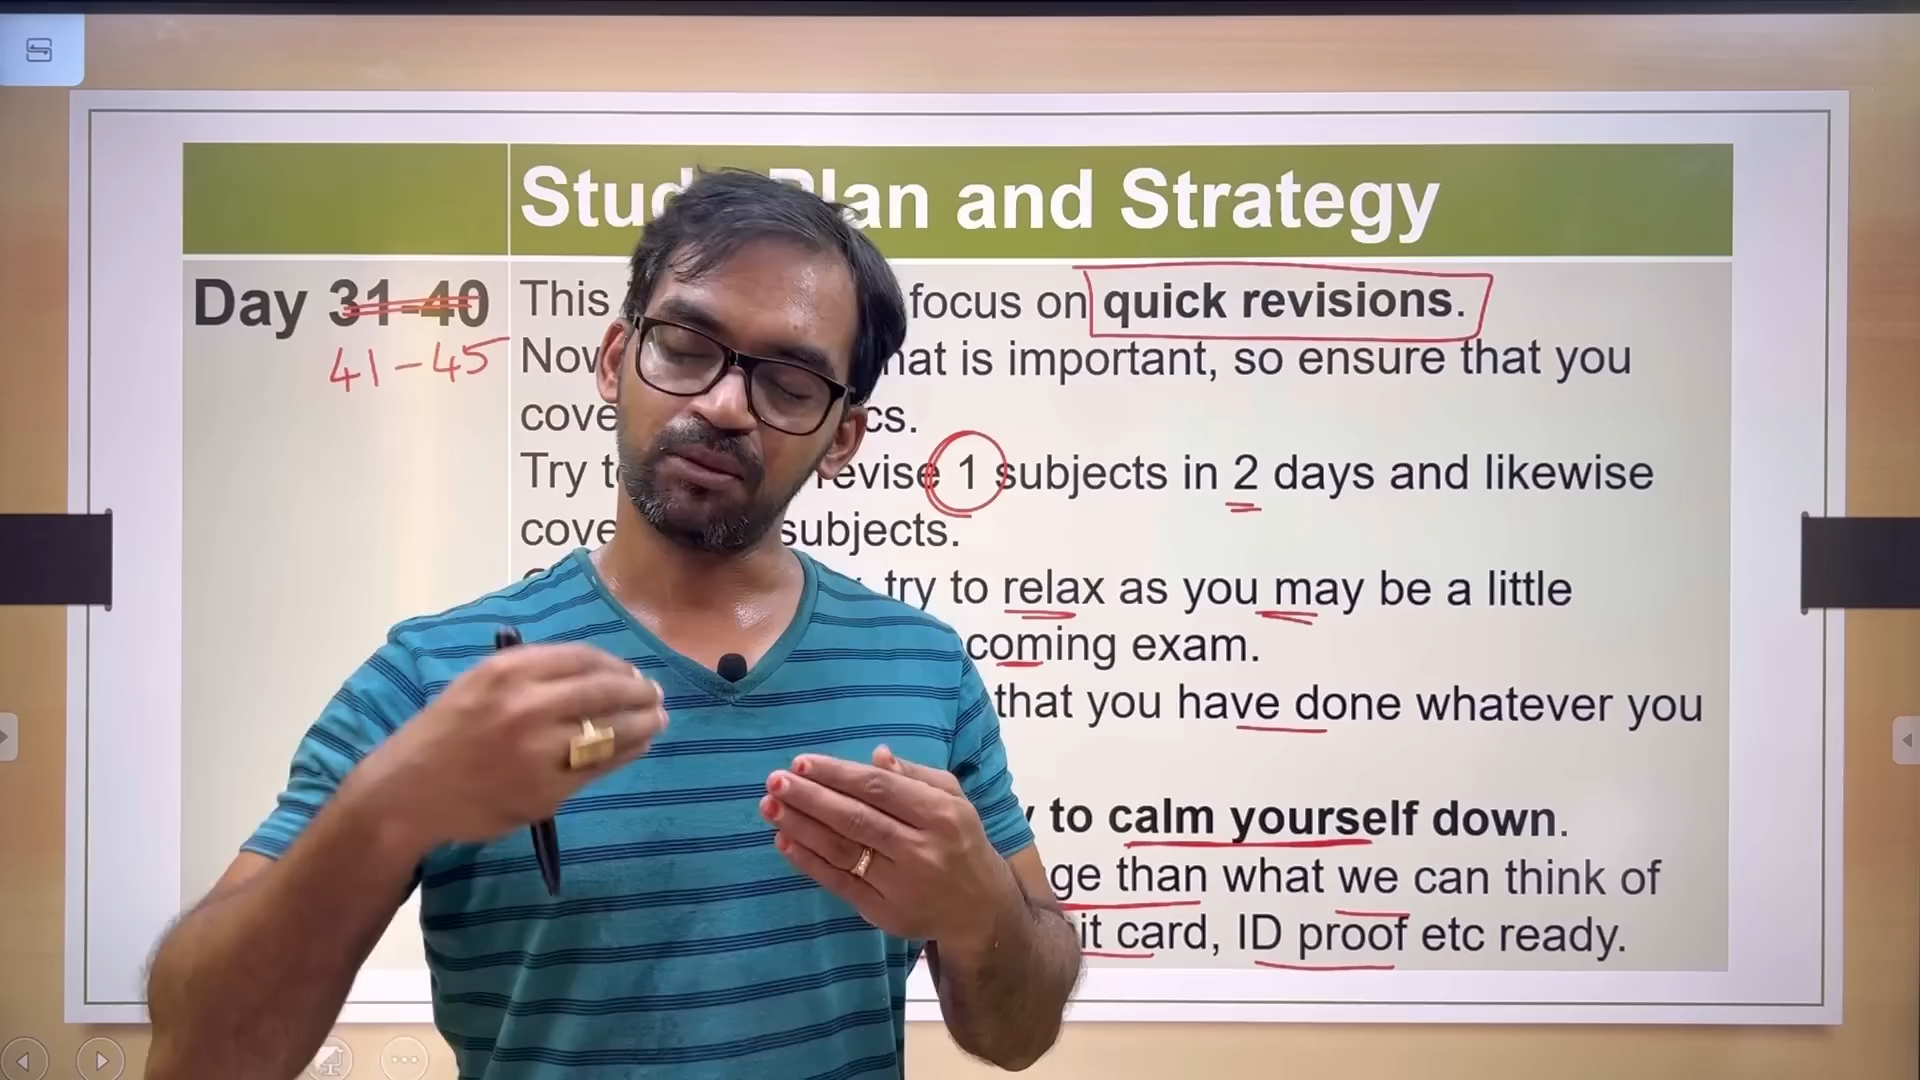 Stud Plan and Strategy
Day 31-40
41-45
This focus on quick revisions.
Now hat is important, so ensure that you
cove cs.
Try t revise 1 subjects in 2 days and likewise
cove subjects.
try to relax as you may be a little
coming exam.
that you have done whatever you
to calm yourself down.
ge than what we can think of
it card, ID proof etc ready.